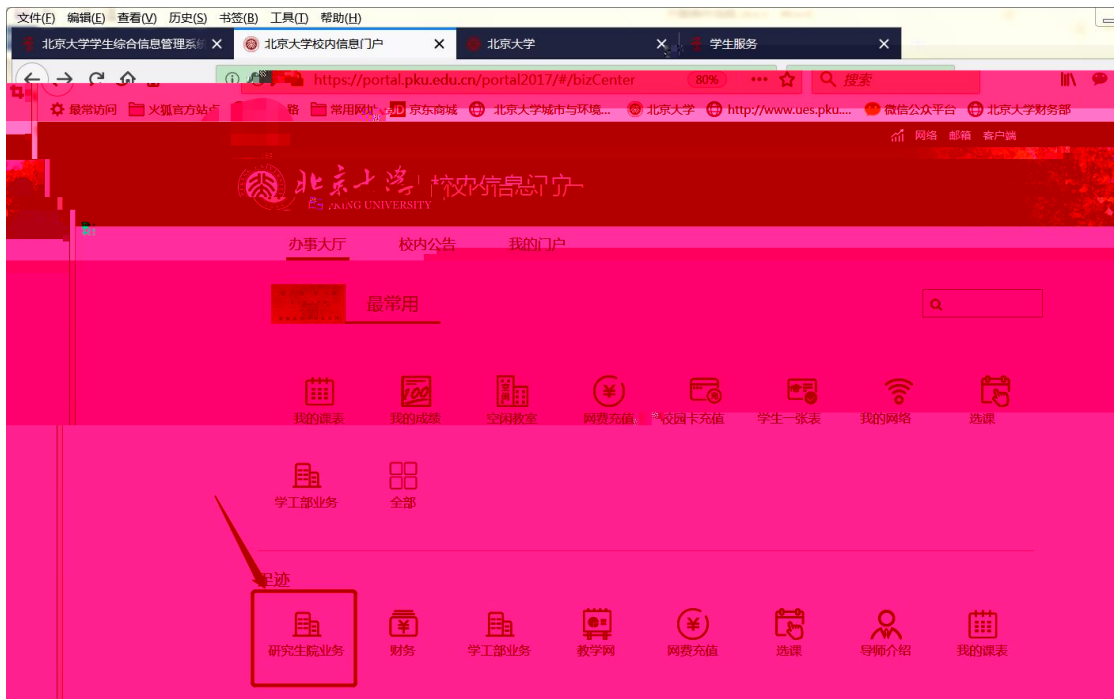 文件(F) 编辑(E) 查看(V) 历史(S) 书签(B) 工具(T) 帮助(H)
北京大学学生综合信息管理系统 北京大学校内信息门户 北京大学 学生服务
https://portal.pku.edu.cn/portal2017/#/bizCenter 80% 搜索
最常访问 火狐官方站点 常用网址 JD 京东商城 北京大学城市与环境... 北京大学 http://www.ues.pku.... 微信公众平台 北京大学财务部
网络 邮箱 客户端
北京大学 校内信息门户
PEKING UNIVERSITY
办事大厅 校内公告 我的门户
最常用
我的课表 我的成绩 空闲教室 网费充值 校园卡充值 学生一张表 我的网络 选课
学工部业务 全部
足迹
研究生院业务 财务 学工部业务 教学网 网费充值 选课 导师介绍 我的课表